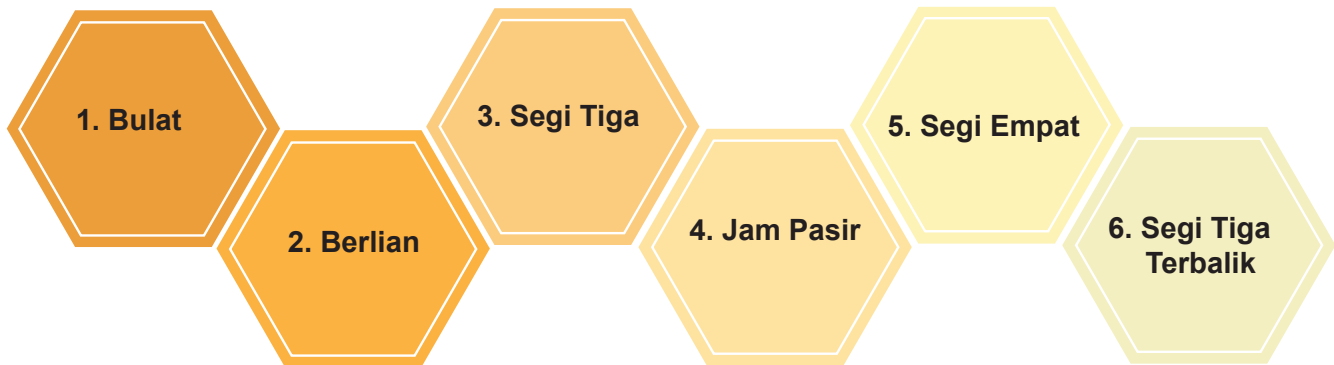 1. Bulat
2. Berlian
3. Segi Tiga
4. Jam Pasir
5. Segi Empat
6. Segi Tiga
Terbalik